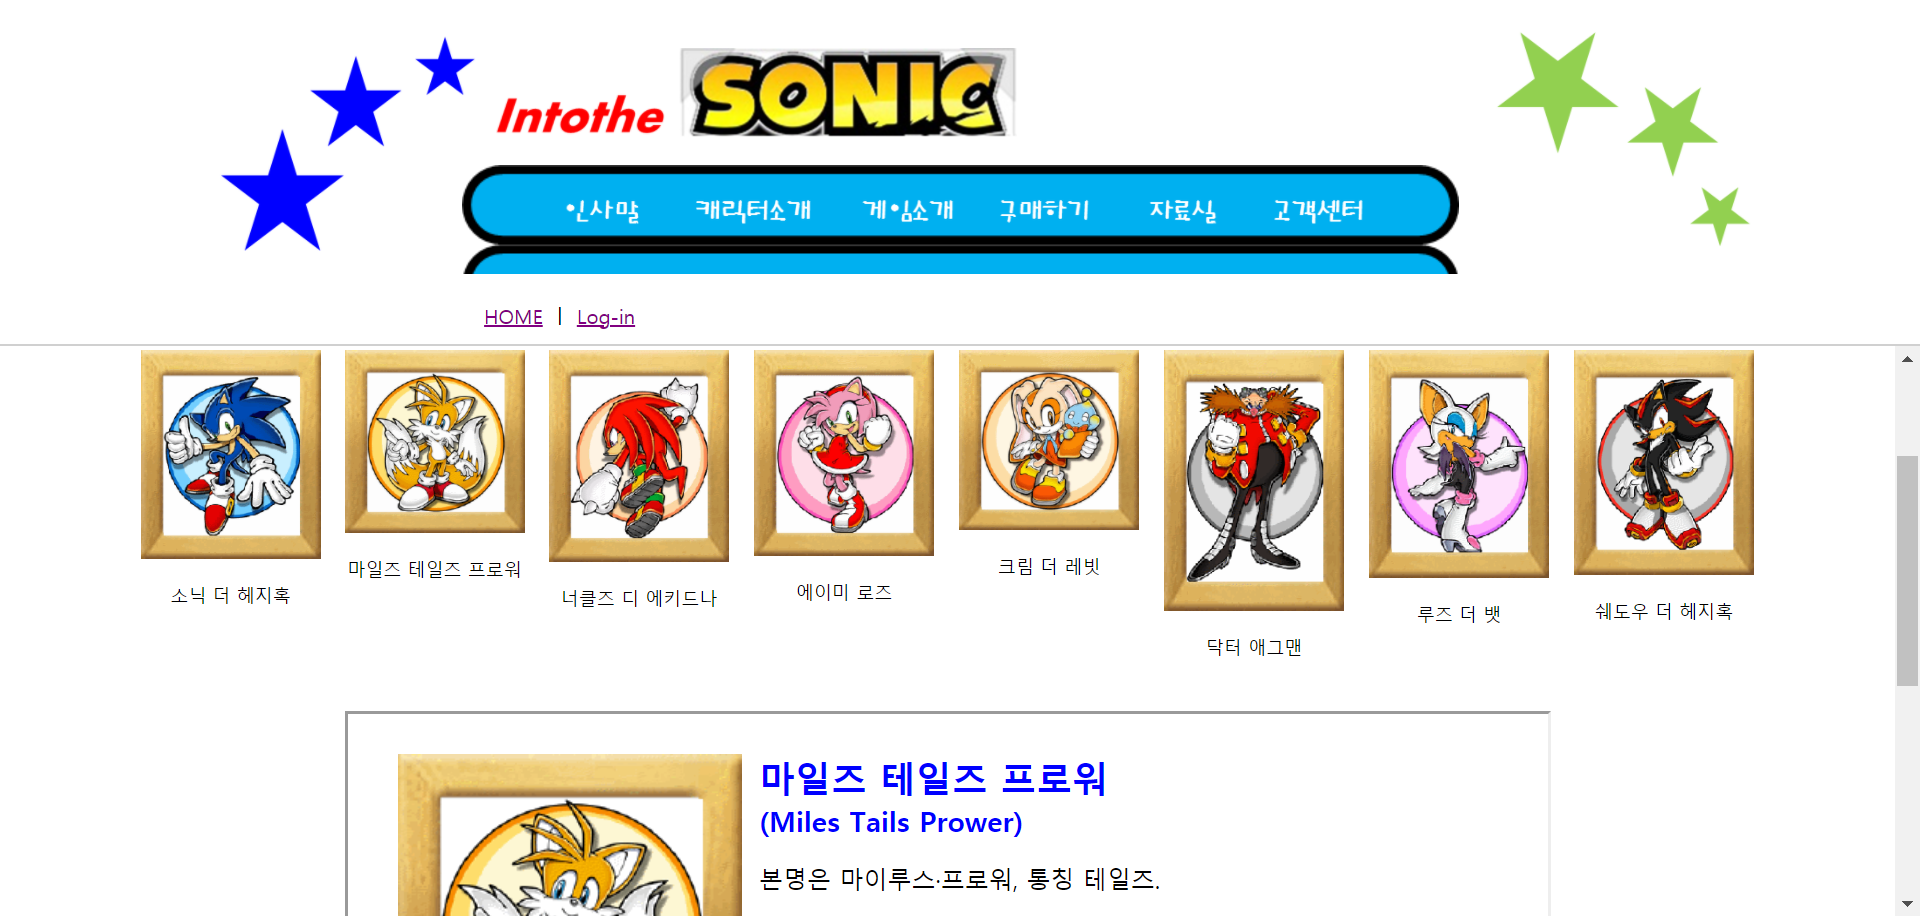 Intothe SONIC
인사말 캐릭터소개 게임소개 구매하기 자료실 고객센터
HOME | Log-in
소닉 더 헤지혹
마일즈 테일즈 프로워
너클즈 디 에키드나
에이미 로즈
크림 더 레빗
닥터 애그맨
루즈 더 뱃
쉐도우 더 헤지혹
마일즈 테일즈 프로워
(Miles Tails Prower)
본명은 마이루스·프로워, 통칭 테일즈.